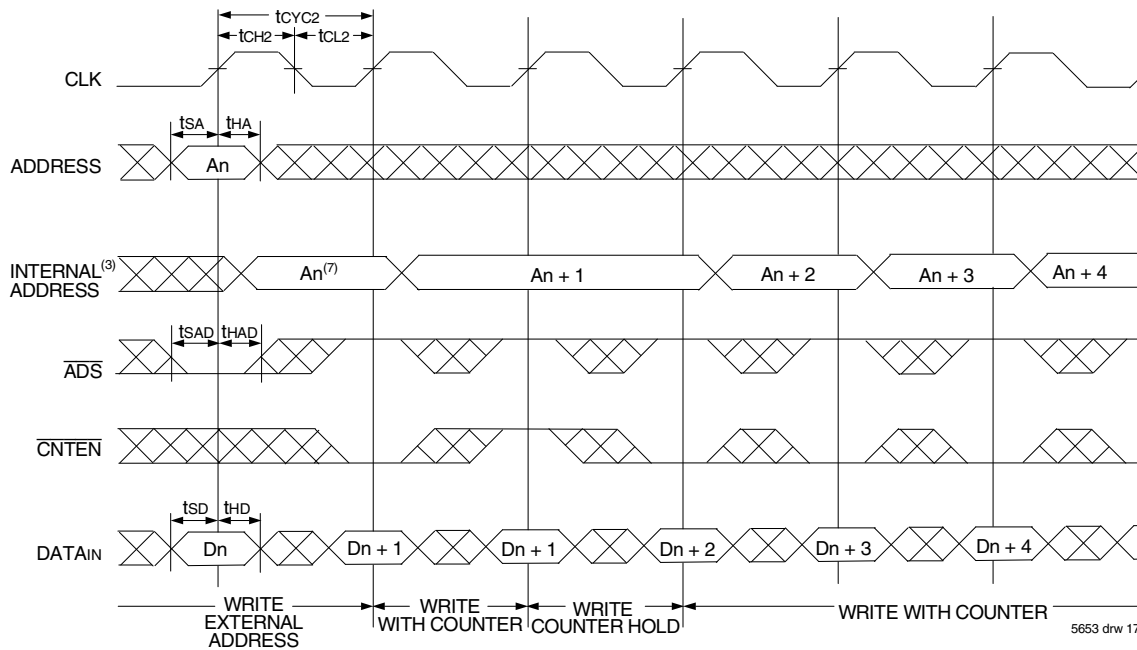 tCYC2
tCH2 tCL2
CLK
tSA tHA
ADDRESS An
INTERNAL(3) ADDRESS An(7) An + 1 An + 2 An + 3 An + 4
tSAD tHAD
ADS
CNTEN
tSD tHD
DATAIN Dn Dn + 1 Dn + 1 Dn + 2 Dn + 3 Dn + 4
WRITE
EXTERNAL
ADDRESS
WRITE
WITH COUNTER
WRITE
COUNTER HOLD
WRITE WITH COUNTER
5653 drw 17